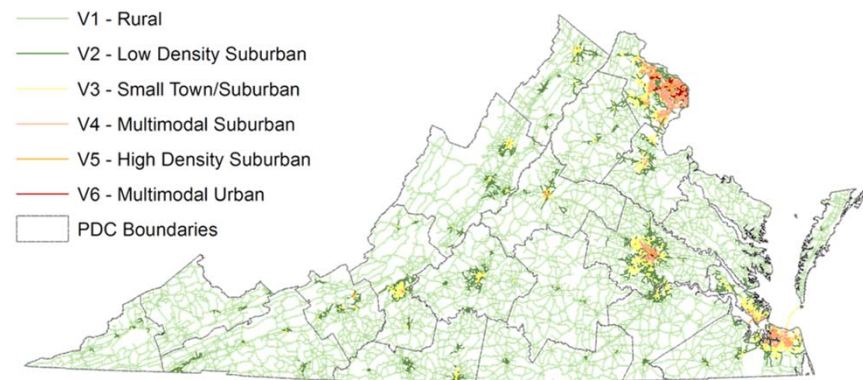 V1 - Rural
V2 - Low Density Suburban
V3 - Small Town/Suburban
V4 - Multimodal Suburban
V5 - High Density Suburban
V6 - Multimodal Urban
PDC Boundaries